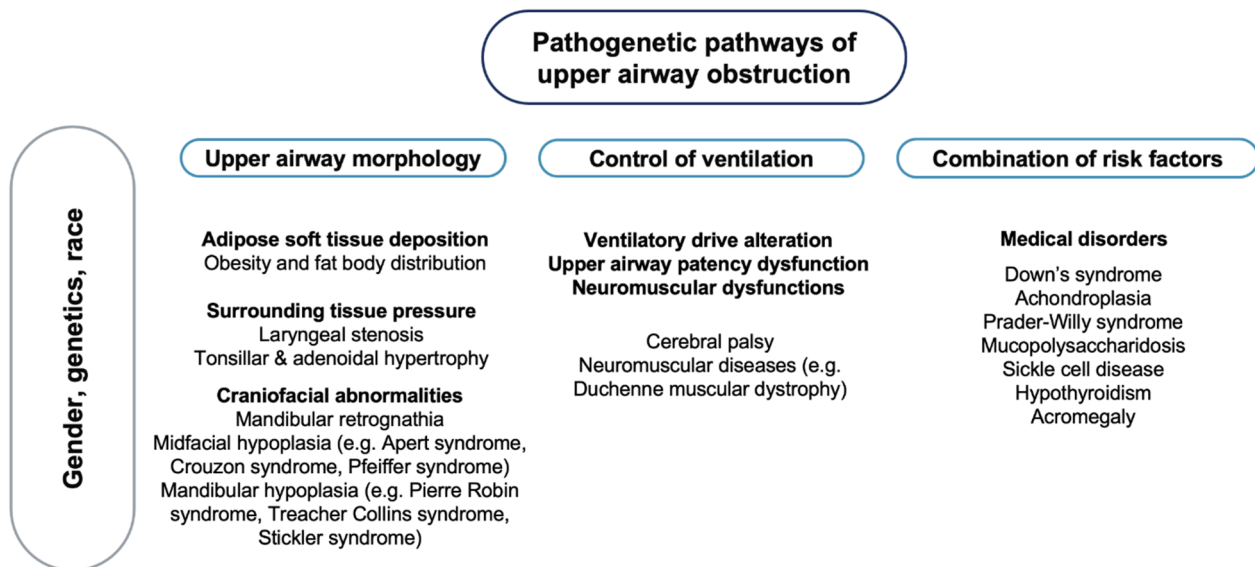 Pathogenetic pathways of
upper airway obstruction
Gender, genetics, race
Upper airway morphology
Adipose soft tissue deposition
Obesity and fat body distribution
Surrounding tissue pressure
Laryngeal stenosis
Tonsillar & adenoidal hypertrophy
Craniofacial abnormalities
Mandibular retrognathia
Midfacial hypoplasia (e.g. Apert syndrome,
Crouzon syndrome, Pfeiffer syndrome)
Mandibular hypoplasia (e.g. Pierre Robin
syndrome, Treacher Collins syndrome,
Stickler syndrome)
Control of ventilation
Ventilatory drive alteration
Upper airway patency dysfunction
Neuromuscular dysfunctions
Cerebral palsy
Neuromuscular diseases (e.g.
Duchenne muscular dystrophy)
Combination of risk factors
Medical disorders
Down's syndrome
Achondroplasia
Prader-Willy syndrome
Mucopolysaccharidosis
Sickle cell disease
Hypothyroidism
Acromegaly